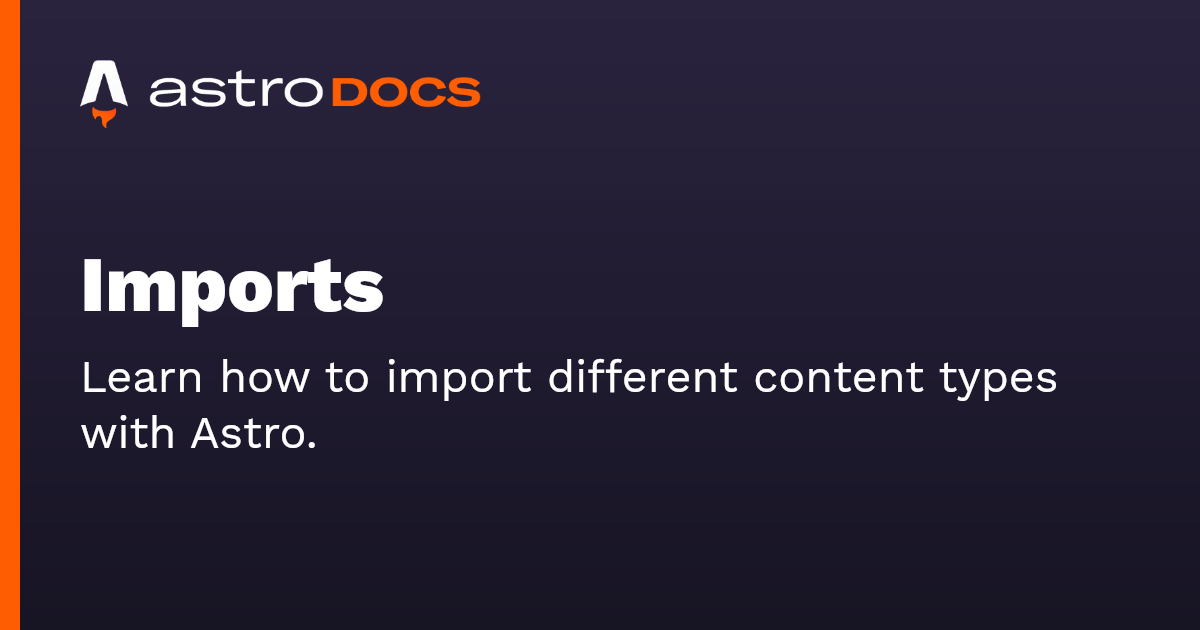 astro DOCS
Imports
Learn how to import different content types
with Astro.